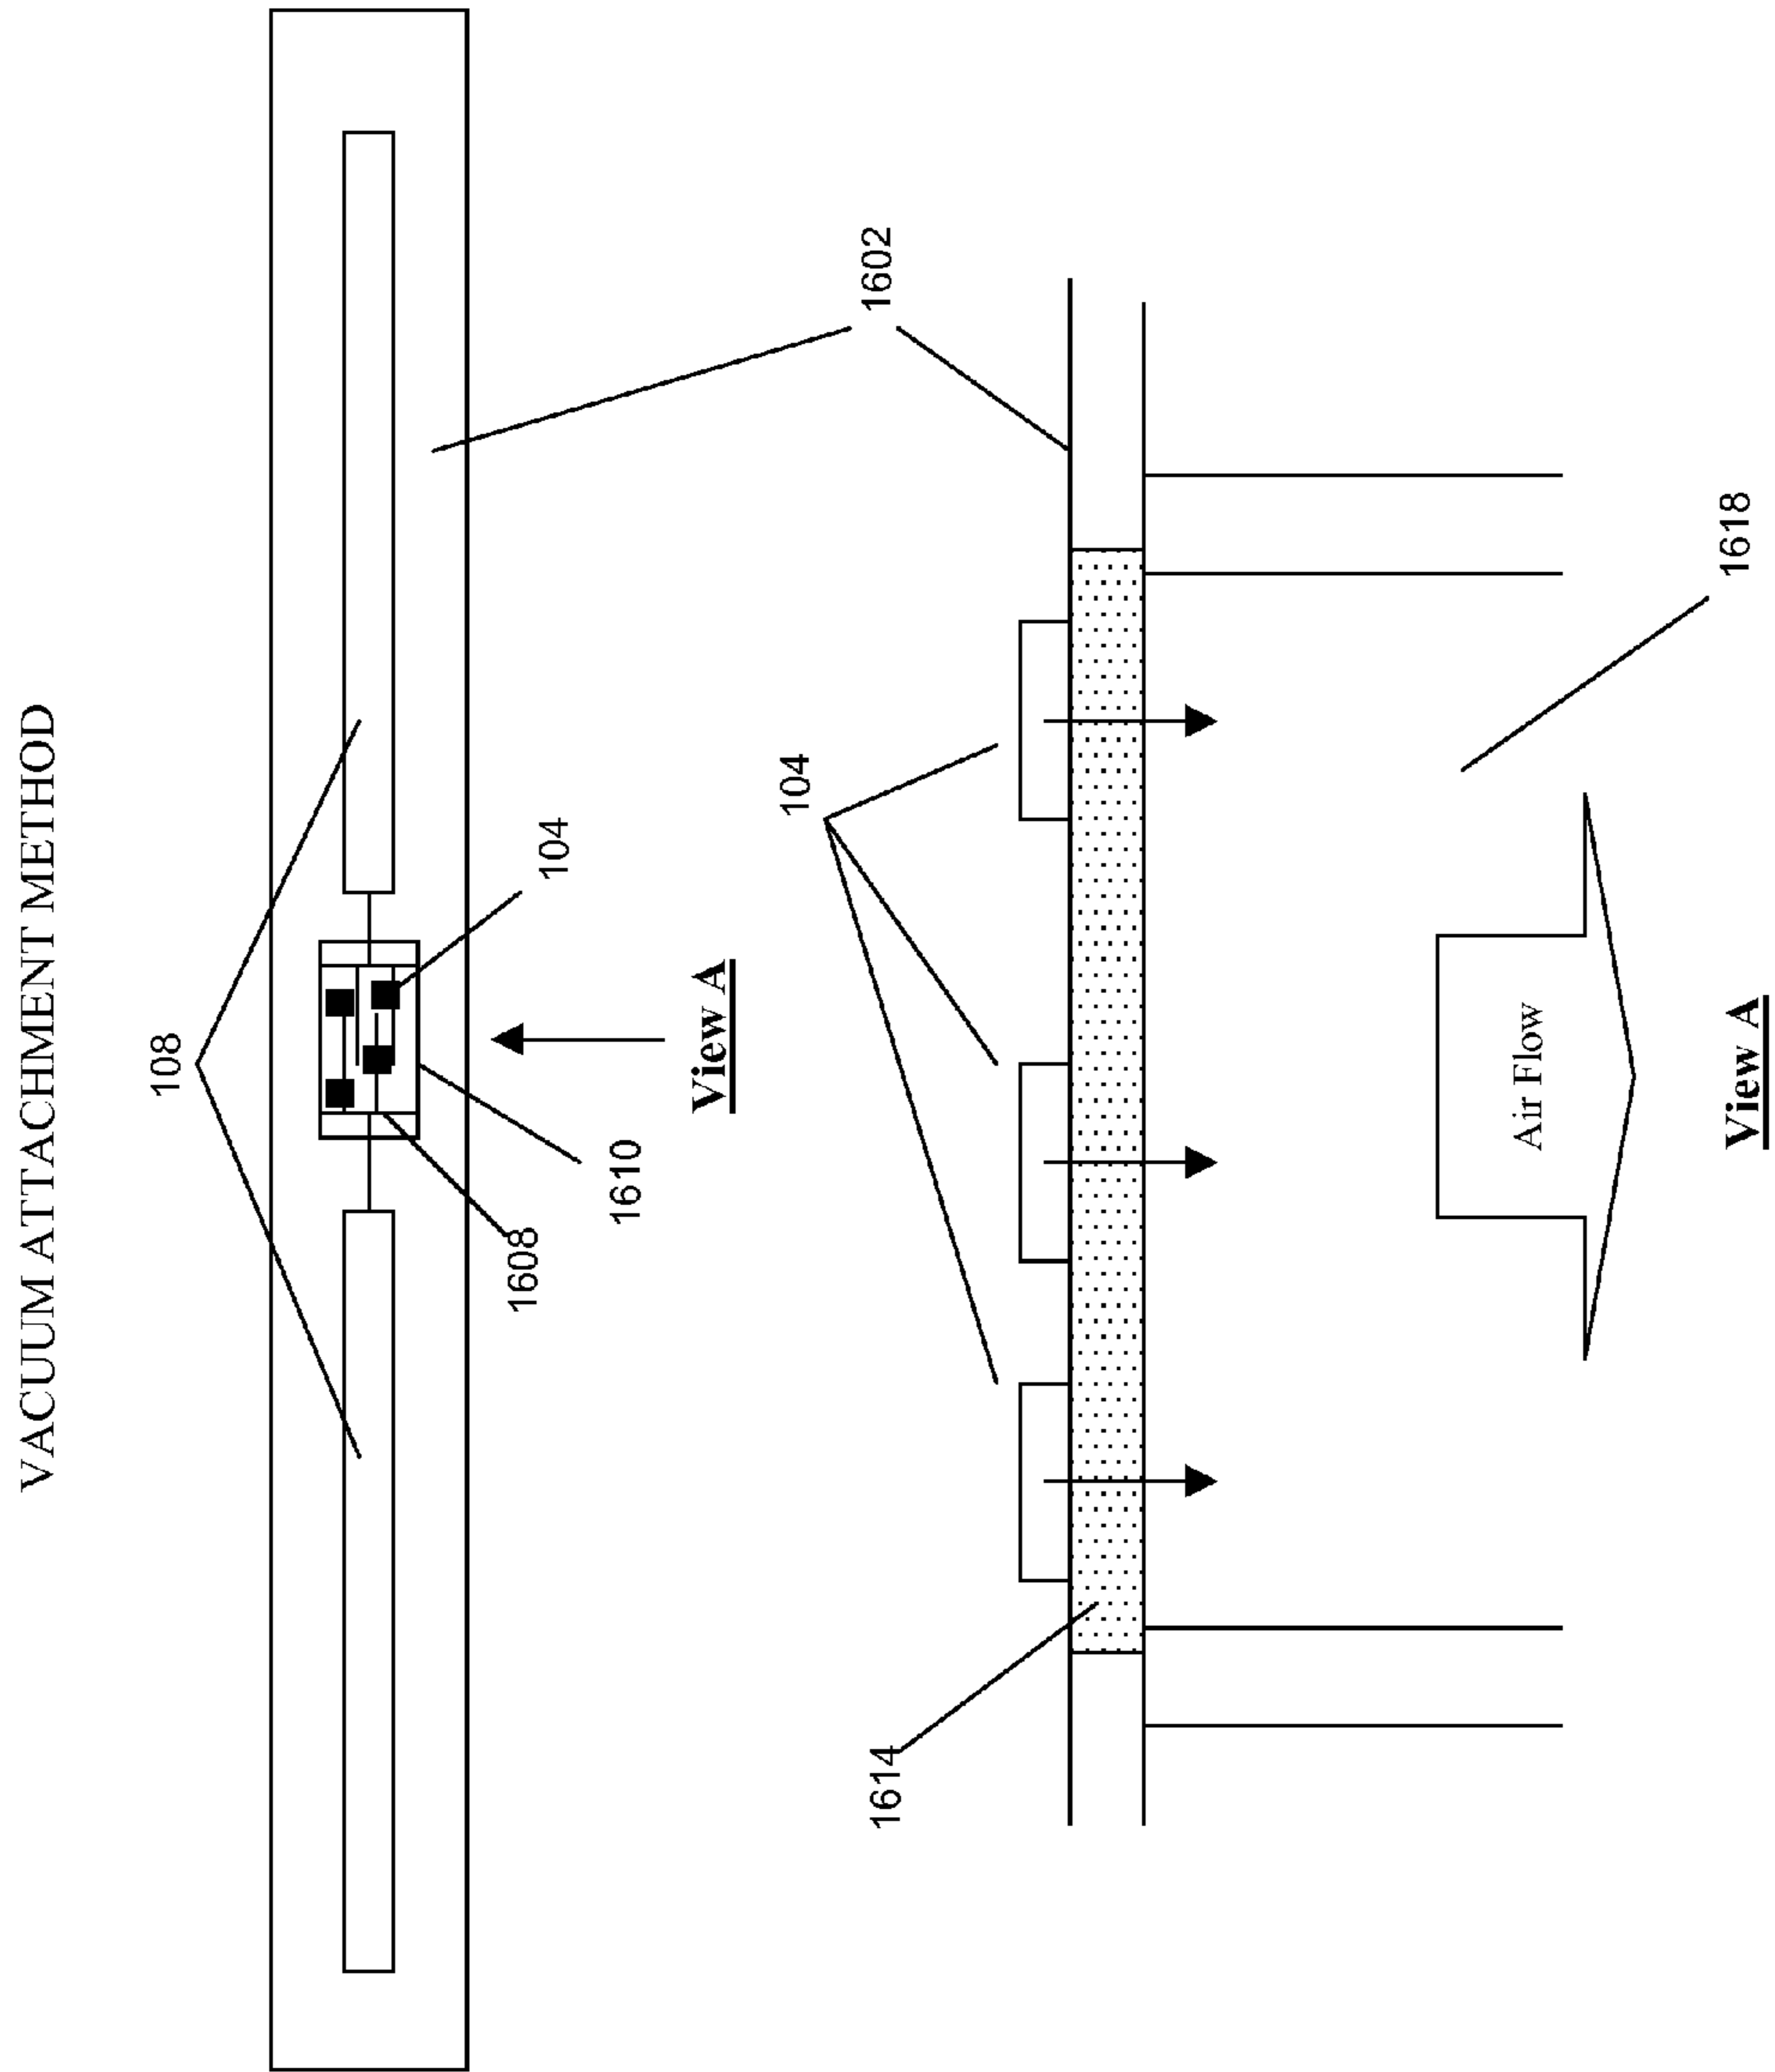 VACUUM ATTACHMENT METHOD
108
104
1608
1610
View A
1602
104
1614
1618
Air Flow
View A